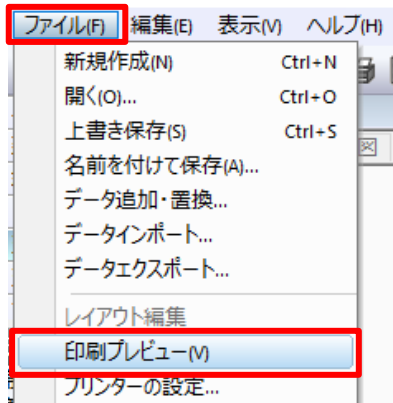 ファイル(F) 編集(E) 表示(V) ヘルプ(H)
新規作成(N) Ctrl+N
開く(O)... Ctrl+O
上書き保存(S) Ctrl+S
名前を付けて保存(A)...
データ追加・置換...
データインポート...
データエクスポート...
レイアウト編集
印刷プレビュー(V)
プリンターの設定...